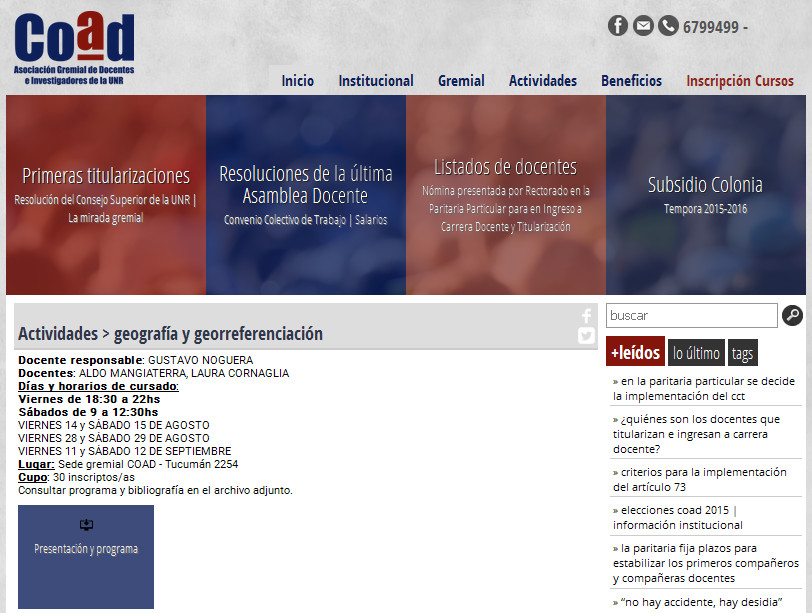 Coad
Asociación Gremial de Docentes
e Investigadores de la UNR
6799499 -
Inicio Institucional Gremial Actividades Beneficios Inscripción Cursos
Primeras titularizaciones
Resolución del Consejo Superior de la UNR |
La mirada gremial
Resoluciones de la última
Asamblea Docente
Convenio Colectivo de Trabajo | Salarios
Listados de docentes
Nómina presentada por Rectorado en la
Paritaria Particular para en Ingreso a
Carrera Docente y Titularización
Subsidio Colonia
Tempora 2015-2016
Actividades > geografía y georreferenciación
Docente responsable: GUSTAVO NOGUERA
Docentes: ALDO MANGIATERRA, LAURA CORNAGLIA
Días y horarios de cursado:
Viernes de 18:30 a 22hs
Sábados de 9 a 12:30hs
VIERNES 14 y SÁBADO 15 DE AGOSTO
VIERNES 28 y SÁBADO 29 DE AGOSTO
VIERNES 11 y SÁBADO 12 DE SEPTIEMBRE
Lugar: Sede gremial COAD - Tucumán 2254
Cupo: 30 inscriptos/as
Consultar programa y bibliografía en el archivo adjunto.
Presentación y programa
buscar
+leídos lo último tags
» en la paritaria particular se decide
la implementación del cct
» ¿quiénes son los docentes que
titularizan e ingresan a carrera
docente?
» criterios para la implementación
del artículo 73
» elecciones coad 2015 |
información institucional
» la paritaria fija plazos para
estabilizar los primeros compañeros
y compañeras docentes
» “no hay accidente, hay desidia”